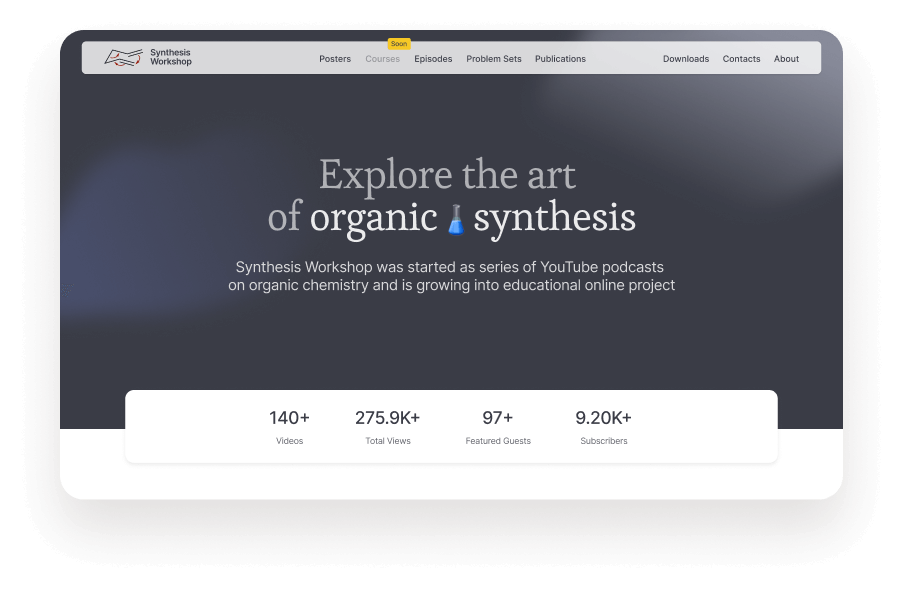 Soon
Synthesis
Workshop
Posters Courses Episodes Problem Sets Publications Downloads Contacts About
Explore the art
of organic synthesis
Synthesis Workshop was started as series of YouTube podcasts
on organic chemistry and is growing into educational online project
140+ 275.9K+ 97+ 9.20K+
Videos Total Views Featured Guests Subscribers